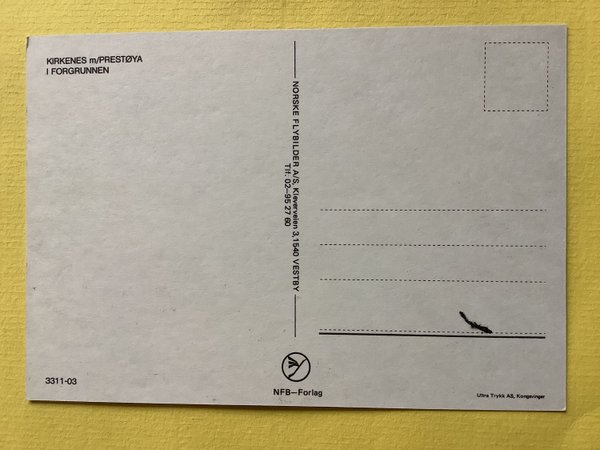 KIRKENES m/PRESTØYA
I FORGRUNNEN
NORSKE FLYBILDER A/S, Kleverveien 3, 1540 VESTBY
Tlf. 02-95 27 60
3311-03
NFB-Forlag
Ultra Trykk AS, Kongsvinger